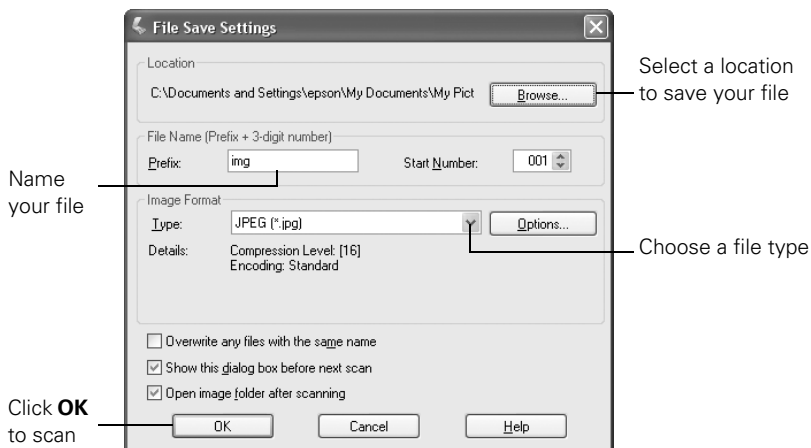 File Save Settings
Location
C:\Documents and Settings\epson\My Documents\My Pict
Browse...
Select a location
to save your file
File Name (Prefix + 3-digit number)
Prefix:
img
Start Number:
001
Name
your file
Image Format
Type:
JPEG (*.jpg)
Options...
Choose a file type
Details:
Compression Level: [16]
Encoding: Standard
Overwrite any files with the same name
Show this dialog box before next scan
Open image folder after scanning
Click OK
to scan
OK
Cancel
Help